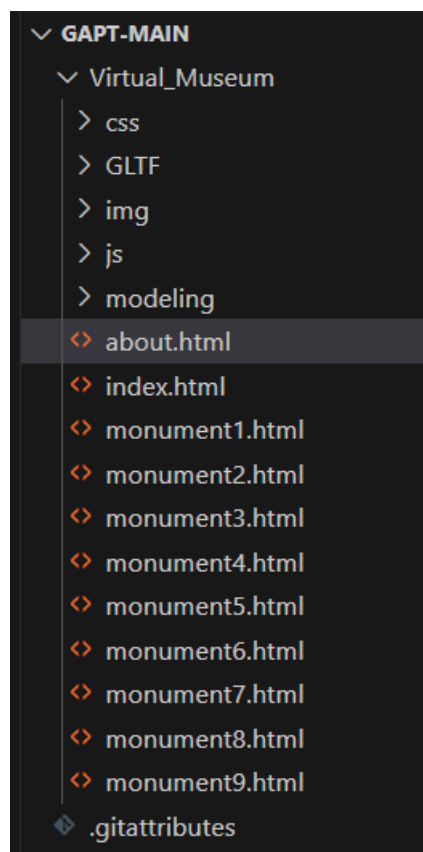 GAPT-MAIN
Virtual_Museum
css
GLTF
img
js
modeling
about.html
index.html
monument1.html
monument2.html
monument3.html
monument4.html
monument5.html
monument6.html
monument7.html
monument8.html
monument9.html
.gitattributes